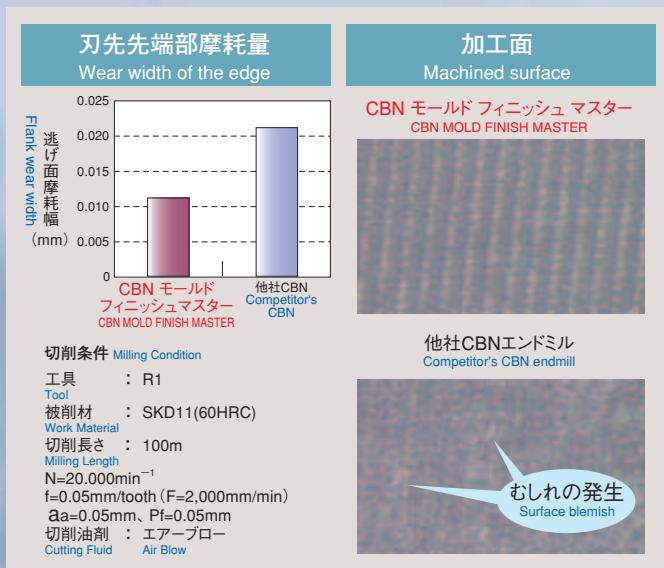 刃先先端部摩耗量
Wear width of the edge
加工面
Machined surface
Flank wear width
逃げ面摩耗幅
（mm）
0.025
0.020
0.015
0.010
0.005
0
CBN モールド
フィニッシュマスター
CBN MOLD FINISH MASTER
他社CBN
Competitor's
CBN
CBN モールド フィニッシュ マスター
CBN MOLD FINISH MASTER
他社CBNエンドミル
Competitor's CBN endmill
むしれの発生
Surface blemish
切削条件 Milling Condition
工具 ： R1
Tool
被削材 ： SKD11(60HRC)
Work Material
切削長さ ： 100m
Milling Length
N=20.000min⁻¹
f=0.05mm/tooth（F=2,000mm/min）
aa=0.05mm、Pf=0.05mm
切削油剤 ： エアーブロー
Cutting Fluid Air Blow